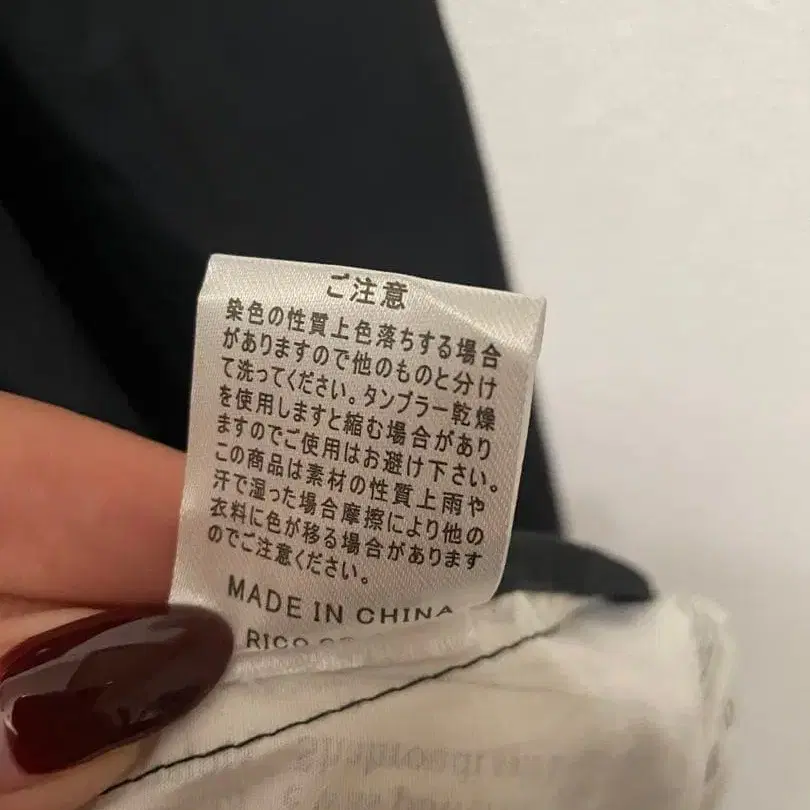 ご注意
染色の性質上色落ちする場合
がありますので他のものと分け
て洗ってください。タンブラー乾燥
を使用しますと縮む場合があり
ますのでご使用はお避け下さい。
この商品は素材の性質上雨や
汗で湿った場合摩擦により他の
衣料に色が移る場合があります
のでご注意ください。
MADE IN CHINA